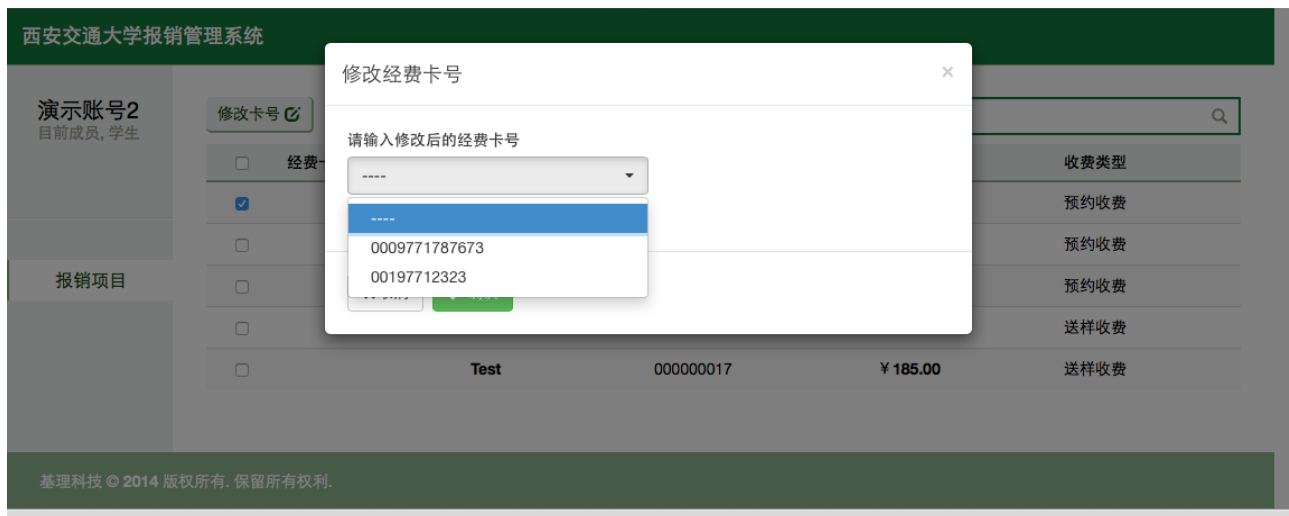 西安交通大学报销管理系统
修改经费卡号
×
演示账号2
目前成员, 学生
修改卡号
请输入修改后的经费卡号
----
经费
收费类型
----
预约收费
0009771787673
预约收费
00197712323
报销项目
预约收费
送样收费
Test 000000017 ¥ 185.00 送样收费
基理科技 © 2014 版权所有. 保留所有权利.